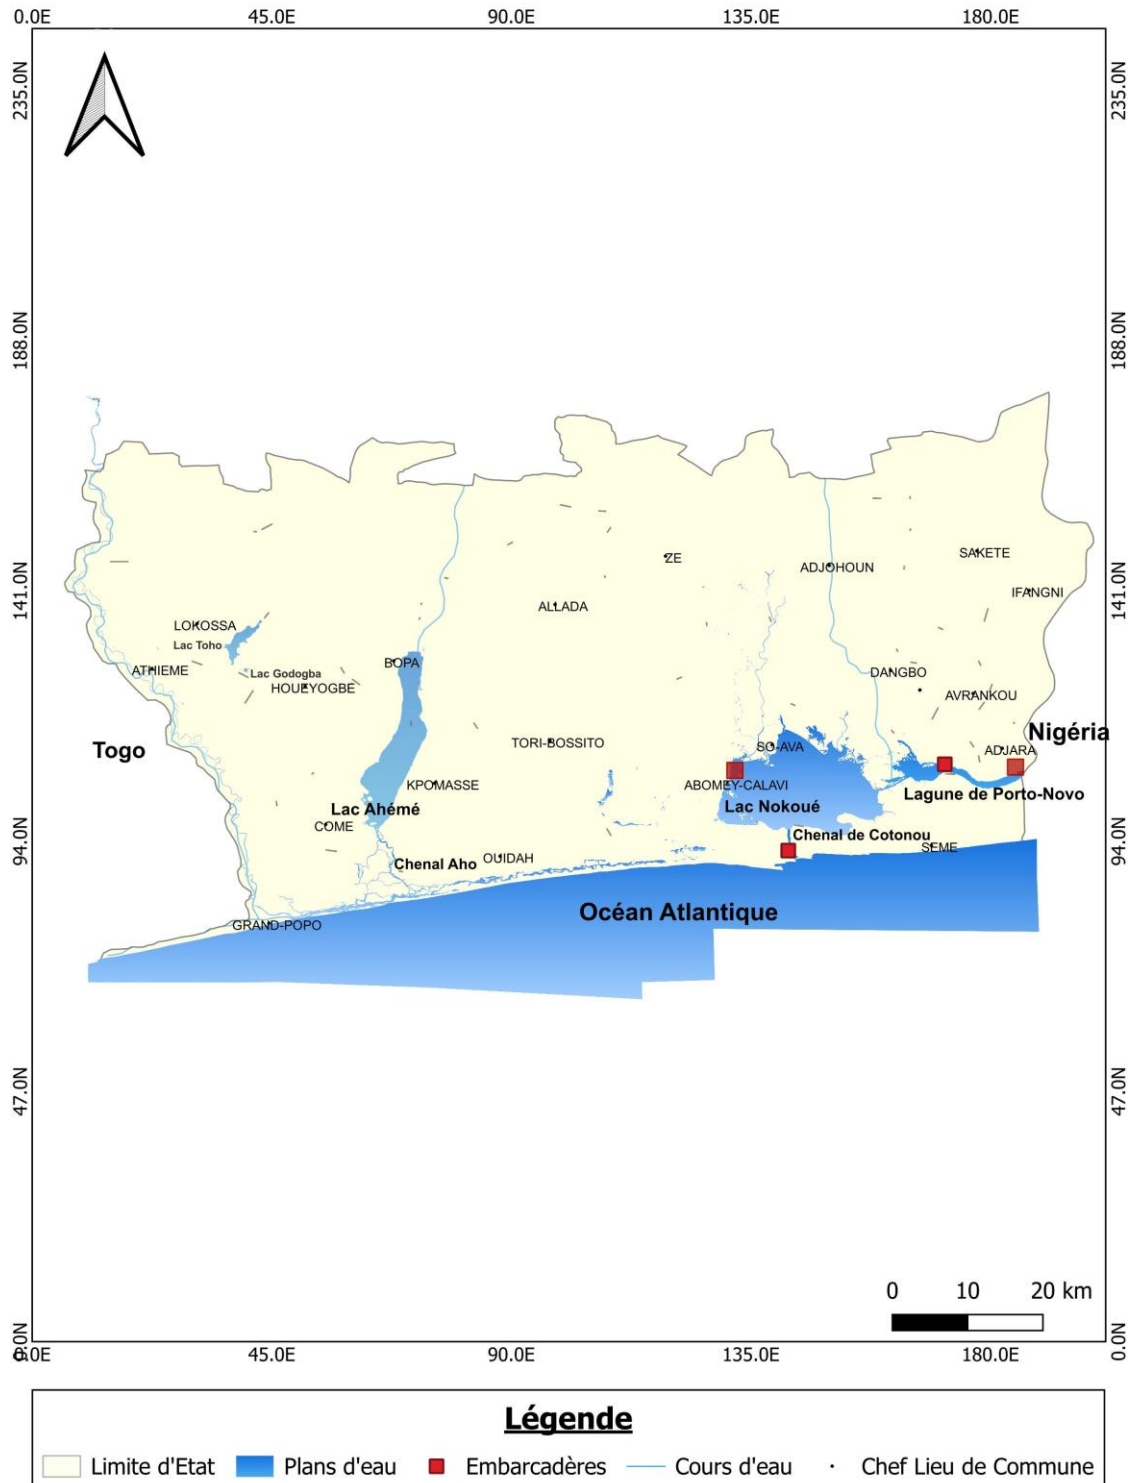 0.0E 45.0E 90.0E 135.0E 180.0E
235.0N 235.0N
188.0N 188.0N
141.0N 141.0N
ZE
SAKETE
ADJOHOUN
IFANGNI
ALLADA
LOKOSSA
Lac Toho
BOPA
ATHIEME
Lac Godogba
DANGBO
HOUEYOGBE
AVRANKOU
Nigéria
Togo
TORI-BOSSITO
SO-AVA
ADJARA
KPOMASSE
ABOMEY-CALAVI
Lagune de Porto-Novo
Lac Ahémé
Lac Nokoué
COME
Chenal de Cotonou
94.0N 94.0N
SEME
OUIDAH
Chenal Aho
Océan Atlantique
GRAND-POPO
47.0N 47.0N
0 10 20 km
0.0N 0.0N
0.0E 45.0E 90.0E 135.0E 180.0E
Légende
Limite d'Etat Plans d'eau Embarcadères Cours d'eau Chef Lieu de Commune